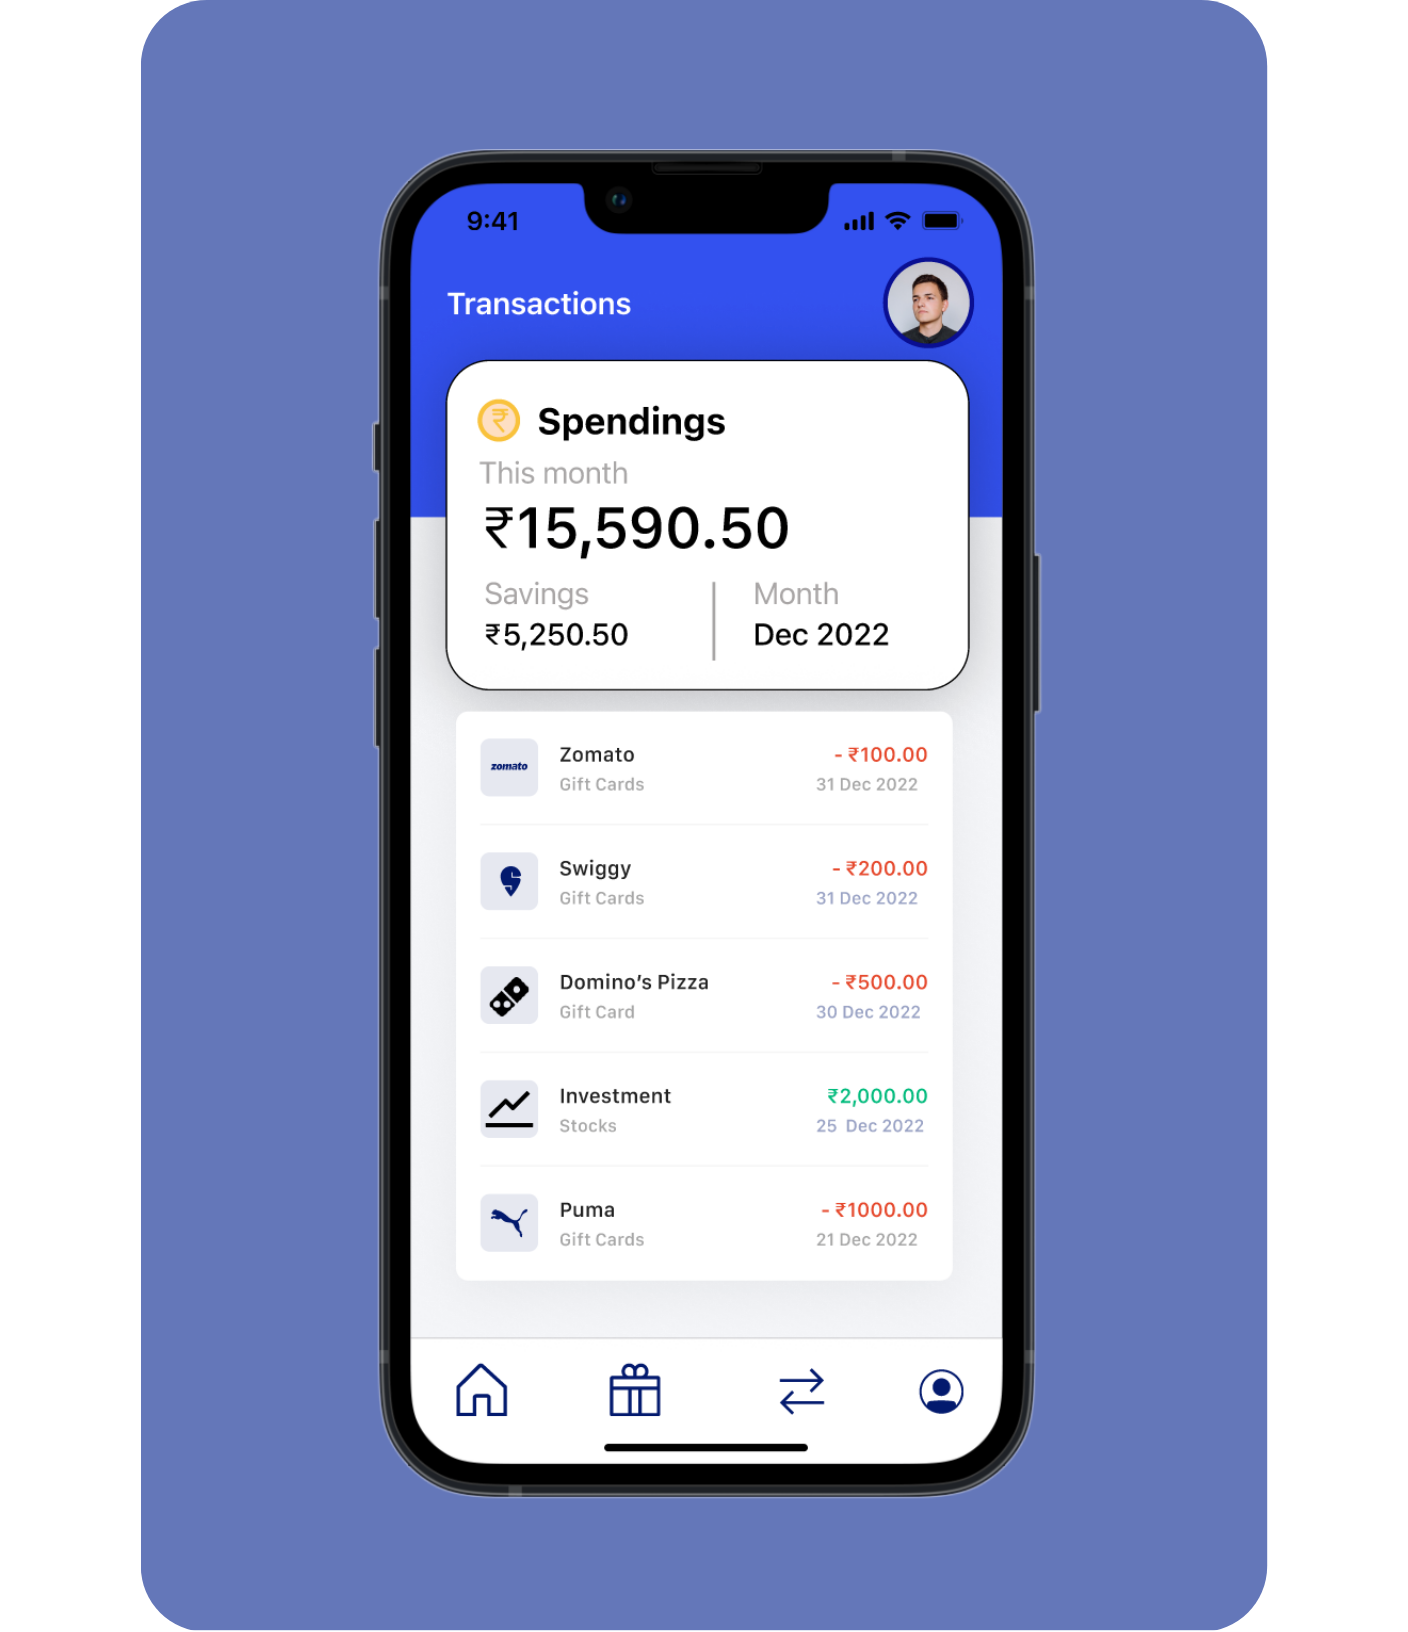 9:41
Transactions
₹ Spendings
This month
₹15,590.50
Savings
Month
₹5,250.50
Dec 2022
zomato
Zomato
- ₹100.00
Gift Cards
31 Dec 2022
Swiggy
- ₹200.00
Gift Cards
31 Dec 2022
Domino’s Pizza
- ₹500.00
Gift Card
30 Dec 2022
Investment
₹2,000.00
Stocks
25  Dec 2022
Puma
- ₹1000.00
Gift Cards
21 Dec 2022